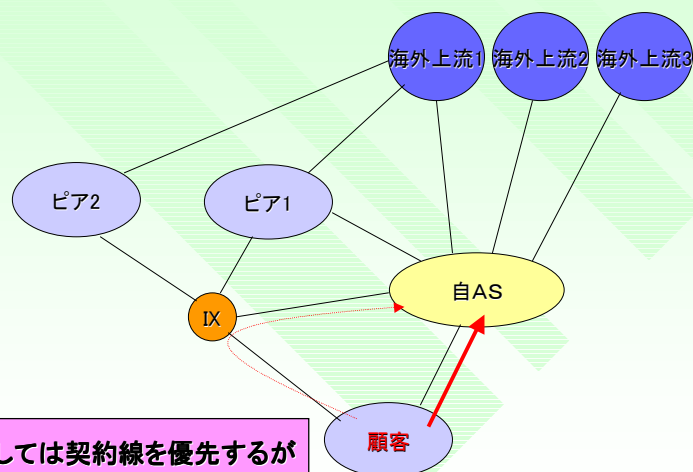 海外上流1
海外上流2
海外上流3
ピア2
ピア1
自AS
IX
顧客
しては契約線を優先するが